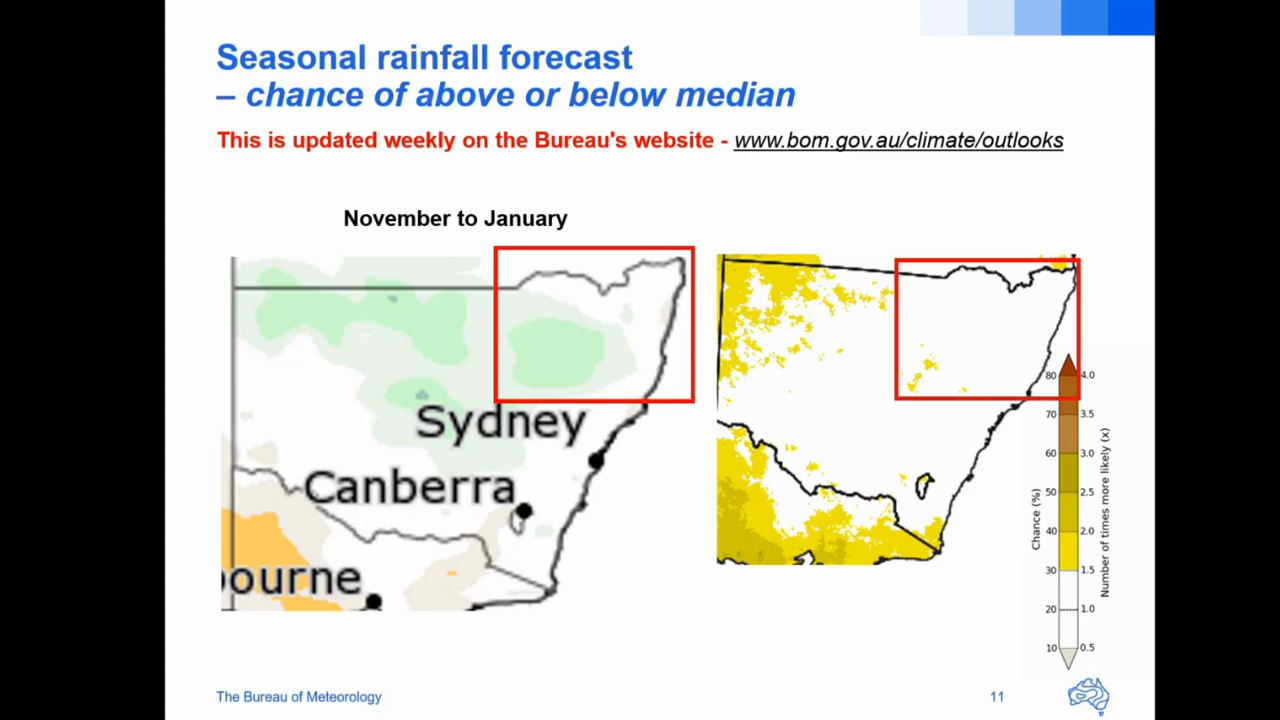 Seasonal rainfall forecast
– chance of above or below median
This is updated weekly on the Bureau's website - www.bom.gov.au/climate/outlooks
November to January
Sydney
Canberra
bourne
Chance (%)
80
70
60
50
40
30
20
10
4.0
3.5
3.0
2.5
2.0
1.5
1.0
0.5
Number of times more likely (x)
The Bureau of Meteorology
11